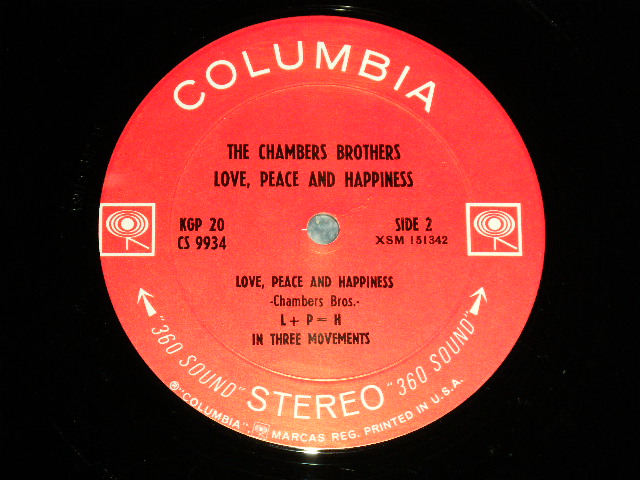 COLUMBIA
THE CHAMBERS BROTHERS
LOVE, PEACE AND HAPPINESS
KGP 20
CS 9934
SIDE 2
XSM 151342
LOVE, PEACE AND HAPPINESS
-Chambers Bros.-
L + P = H
IN THREE MOVEMENTS
"360 SOUND" STEREO "360 SOUND"
® "COLUMBIA", MARCAS REG. PRINTED IN U.S.A.